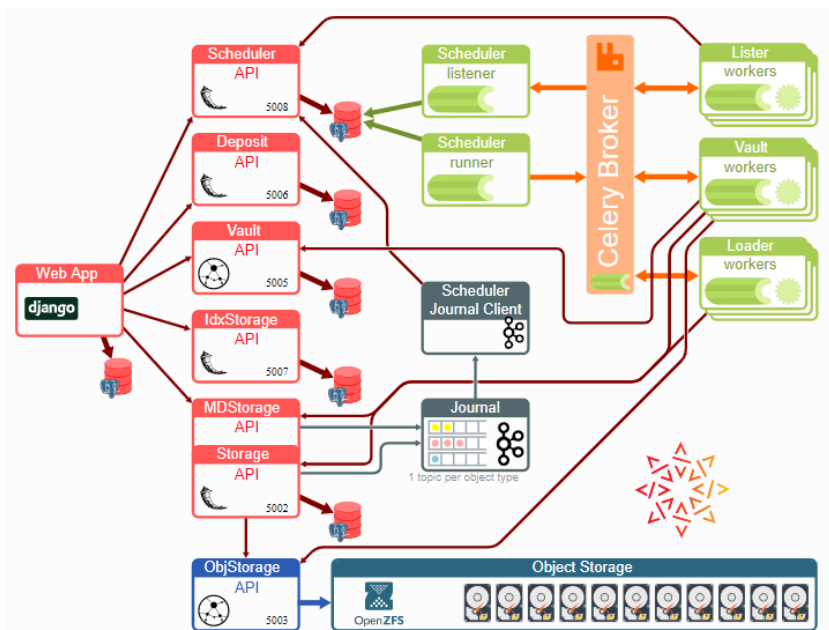 Scheduler
API
5008
Scheduler
listener
Celery Broker
Lister
workers
Deposit
API
5006
Scheduler
runner
Vault
workers
Vault
API
5005
Loader
workers
Web App
django
Scheduler
Journal Client
IdxStorage
API
5007
MDStorage
API
Journal
1 topic per object type
Storage
API
5002
ObjStorage
API
5003
Object Storage
OpenZFS